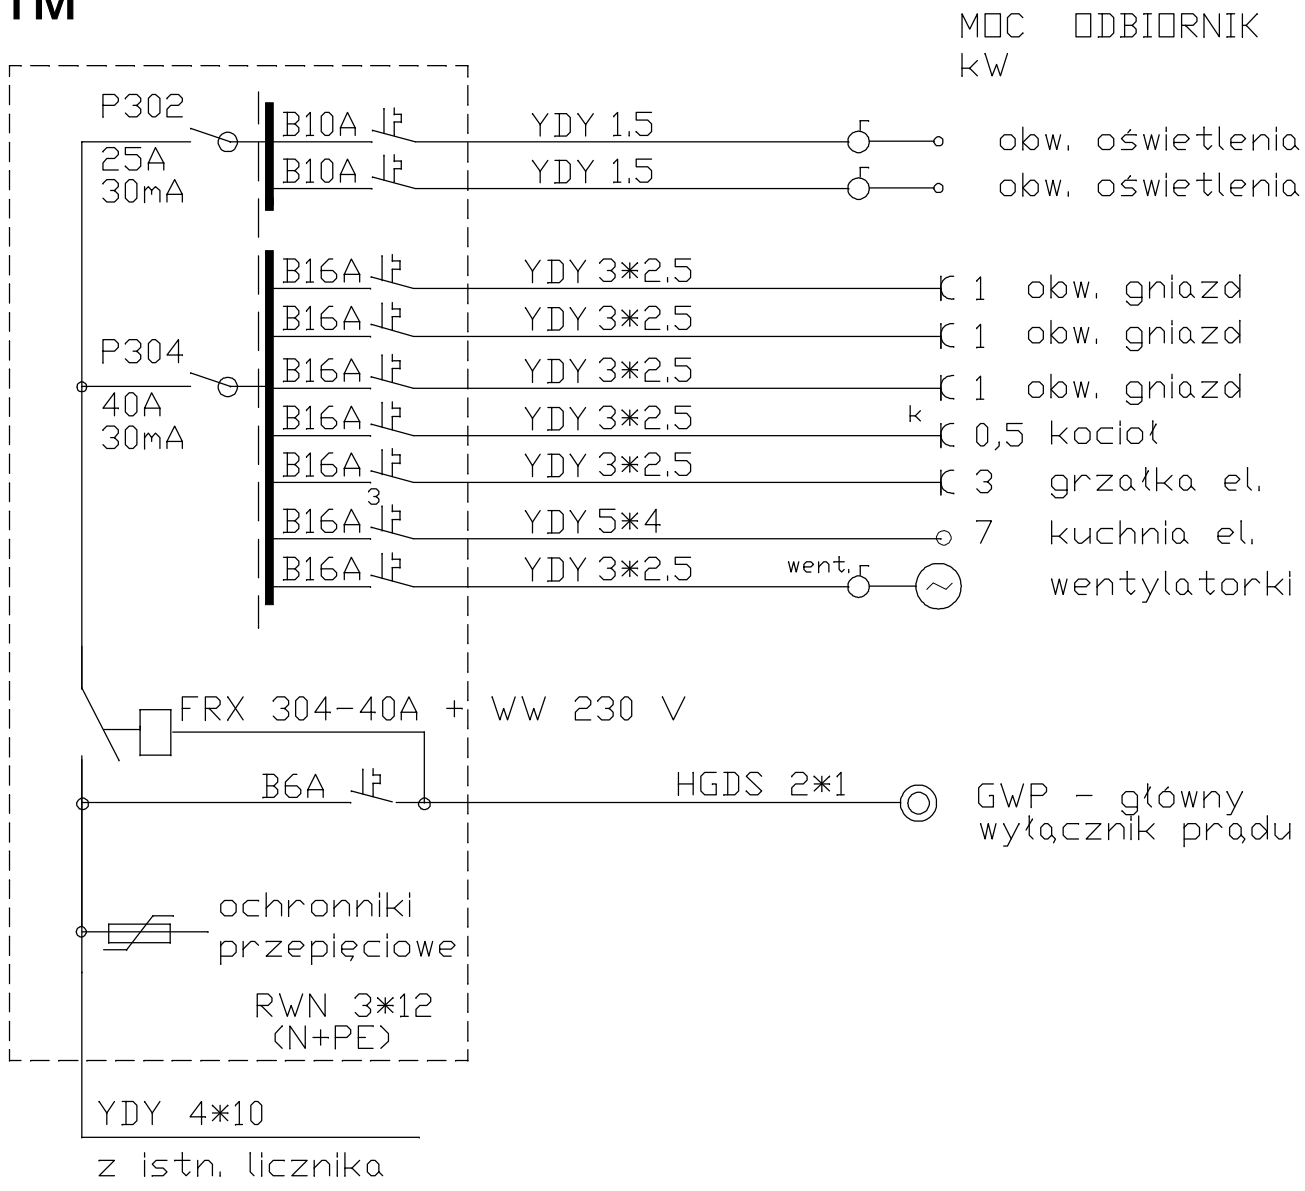 TM
MOC ODBIORNIK
kW
P302
25A
30mA
B10A YDY 1.5 obw. oświetlenia
B10A YDY 1.5 obw. oświetlenia
B16A YDY 3*2.5 1 obw. gniazd
B16A YDY 3*2.5 1 obw. gniazd
P304
40A
30mA
B16A YDY 3*2.5 1 obw. gniazd
B16A YDY 3*2.5 k 0,5 kocioł
B16A YDY 3*2.5 3 grzałka el.
3
B16A YDY 5*4 7 kuchnia el.
B16A YDY 3*2.5 went. wentylatorki
FRX 304-40A + WW 230 V
B6A HGDS 2*1 GWP - główny
wyłącznik prądu
ochronniki
przepięciowe
RWN 3*12
(N+PE)
YDY 4*10
z istn. licznika